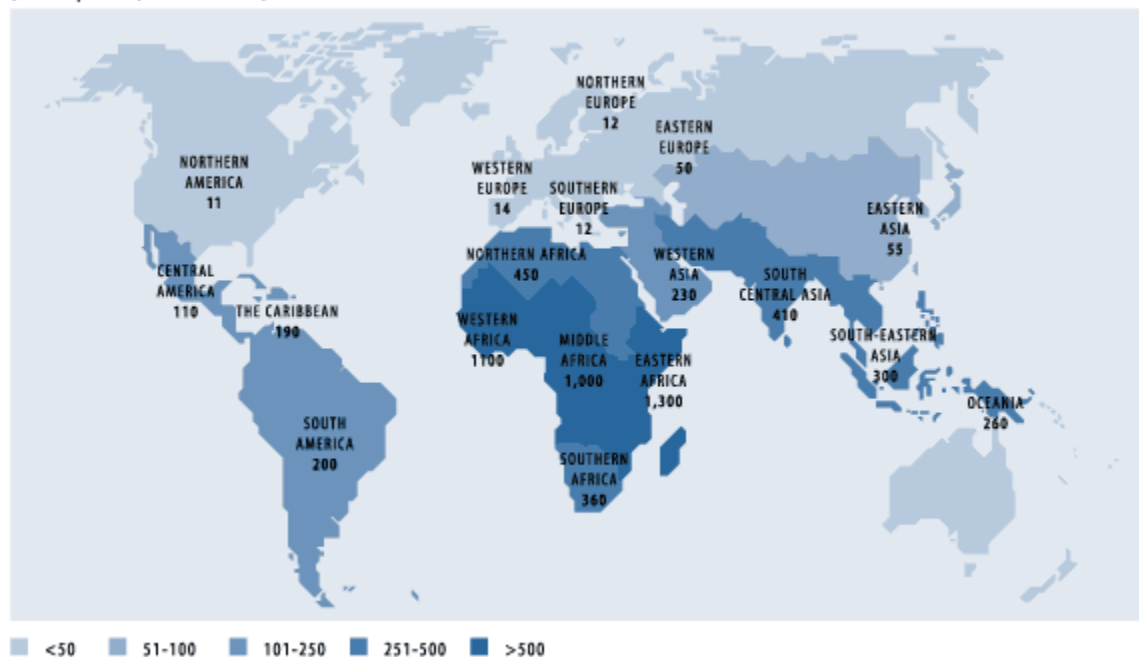 NORTHERN
EUROPE
12
EASTERN
EUROPE
50
NORTHERN
AMERICA
11
WESTERN
EUROPE
14
SOUTHERN
EUROPE
12
EASTERN
ASIA
55
NORTHERN AFRICA
450
WESTERN
ASIA
230
CENTRAL
AMERICA
110
SOUTH
CENTRAL ASIA
410
THE CARIBBEAN
190
WESTERN
AFRICA
1100
MIDDLE
AFRICA
1,000
EASTERN
AFRICA
1,300
SOUTH-EASTERN
ASIA
300
OCEANIA
260
SOUTH
AMERICA
200
SOUTHERN
AFRICA
360
<50 51-100 101-250 251-500 >500